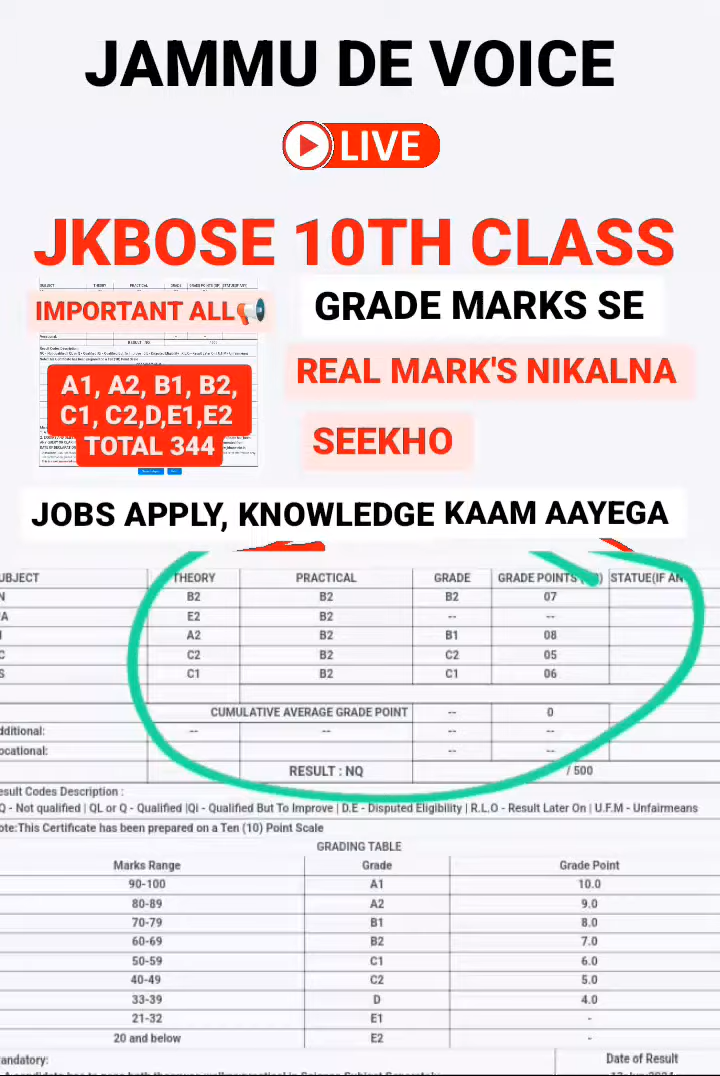 JAMMU DE VOICE
LIVE
JKBOSE 10TH CLASS
SUBJECT THEORY PRACTICAL GRADE
IMPORTANT ALL
GRADE MARKS SE
RESULT : NQ
REAL MARK'S NIKALNA
A1, A2, B1, B2,
C1, C2,D,E1,E2
TOTAL 344
SEEKHO
JOBS APPLY, KNOWLEDGE KAAM AAYEGA
UBJECT THEORY PRACTICAL GRADE GRADE POINTS STATUE(IF AN
N B2 B2 B2 07
A E2 B2 -- --
A2 B2 B1 08
C C2 B2 C2 05
S C1 B2 C1 06
CUMULATIVE AVERAGE GRADE POINT -- 0
dditional: -- -- -- --
ocational: -- --
RESULT : NQ / 500
esult Codes Description :
Q - Not qualified | QL or Q - Qualified |Qi - Qualified But To Improve | D.E - Disputed Eligibility | R.L.O - Result Later On | U.F.M - Unfairmeans
ote:This Certificate has been prepared on a Ten (10) Point Scale
GRADING TABLE
Marks Range Grade Grade Point
90-100 A1 10.0
80-89 A2 9.0
70-79 B1 8.0
60-69 B2 7.0
50-59 C1 6.0
40-49 C2 5.0
33-39 D 4.0
21-32 E1 -
20 and below E2 -
andatory: Date of Result